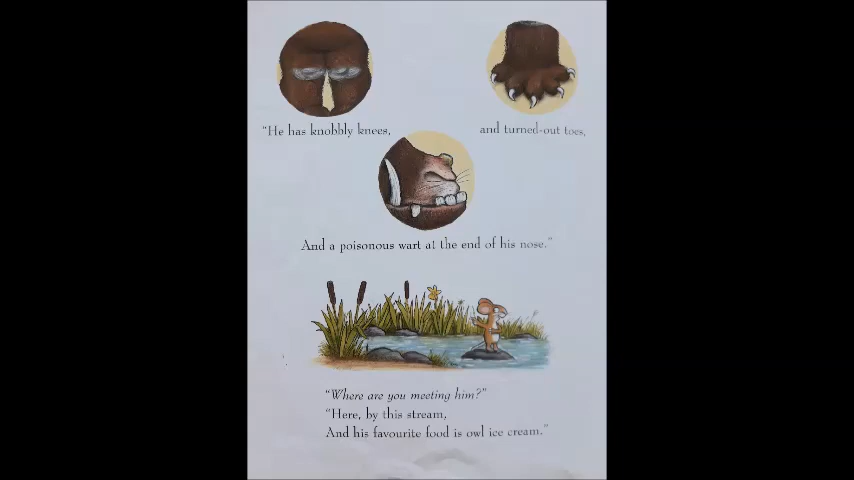 "He has knobbly knees,
and turned-out toes,
And a poisonous wart at the end of his nose."
"Where are you meeting him?"
"Here, by this stream,
And his favourite food is owl ice cream."